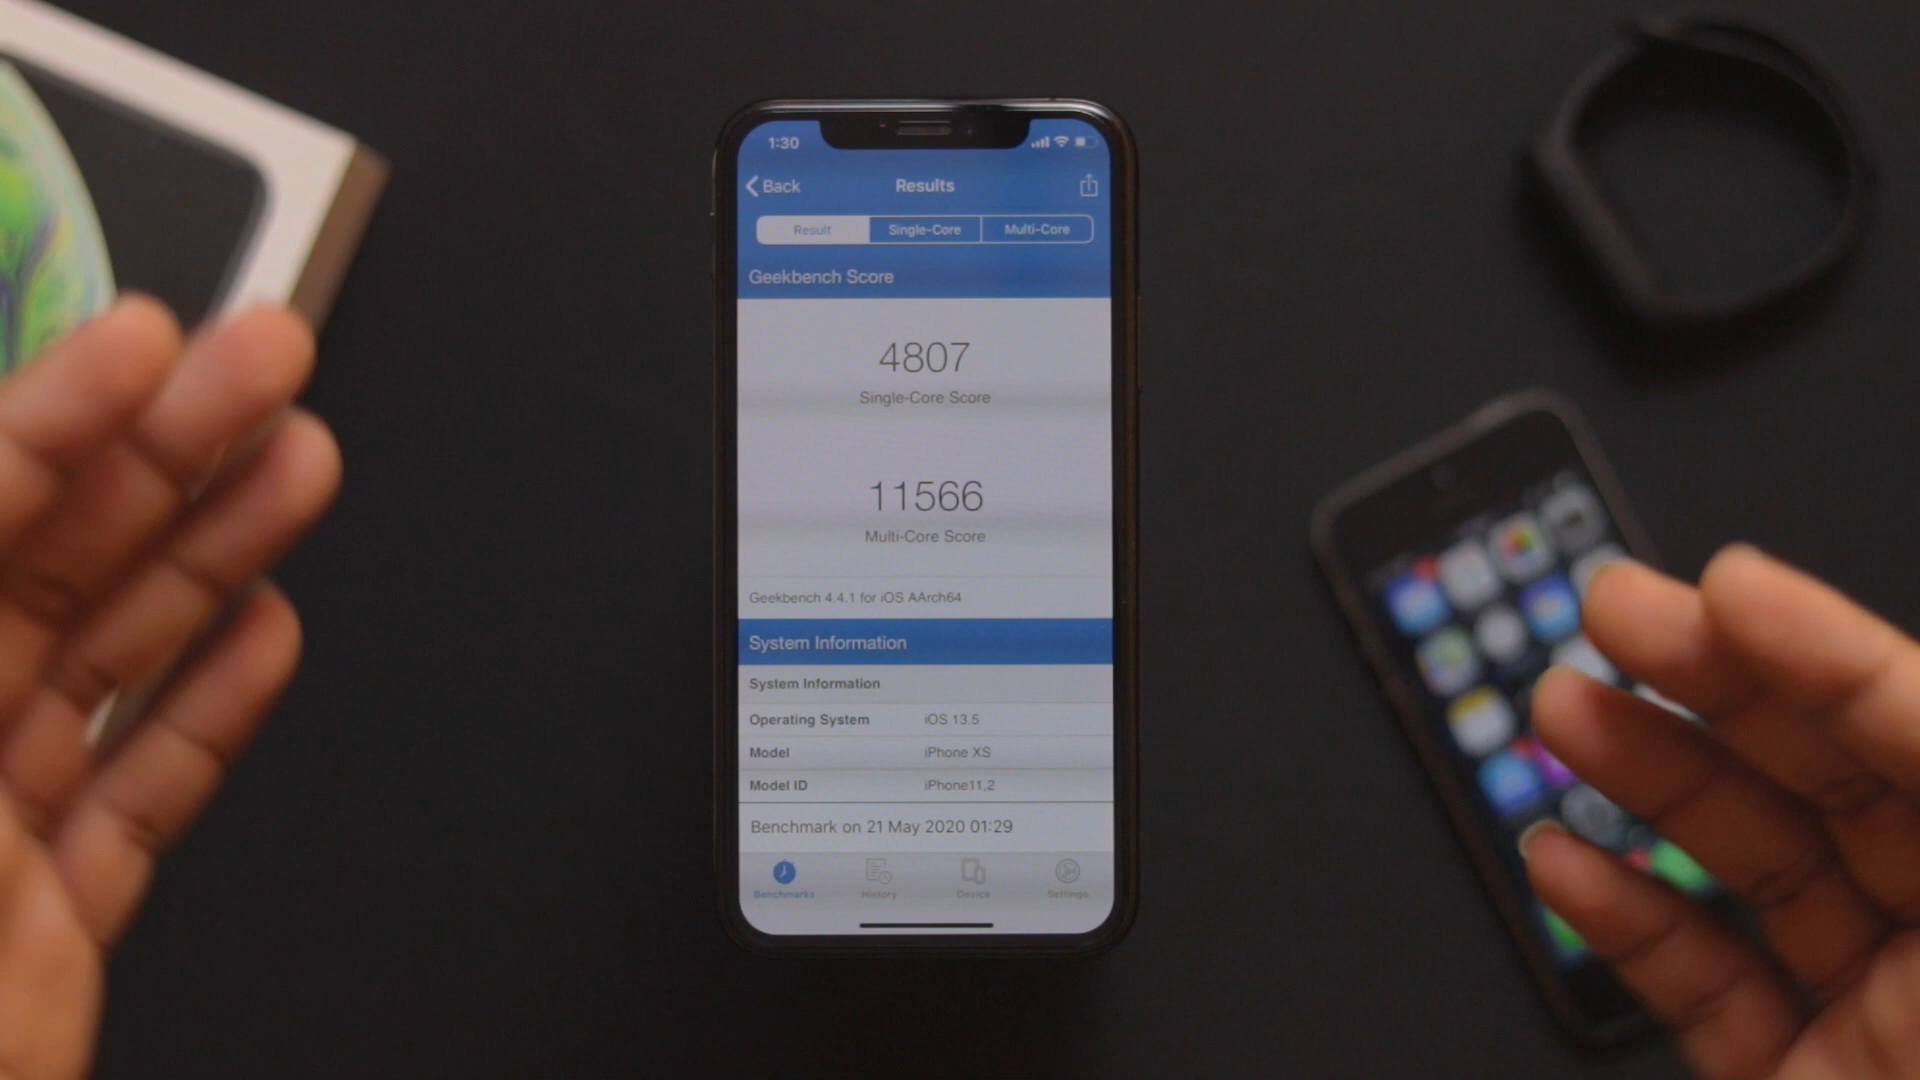 1:30
Back Results
Result Single-Core Multi-Core
Geekbench Score
4807
Single-Core Score
11566
Multi-Core Score
Geekbench 4.4.1 for iOS AArch64
System Information
System Information
Operating System iOS 13.5
Model iPhone XS
Model ID iPhone11,2
Benchmark on 21 May 2020 01:29
Benchmarks History Device Settings